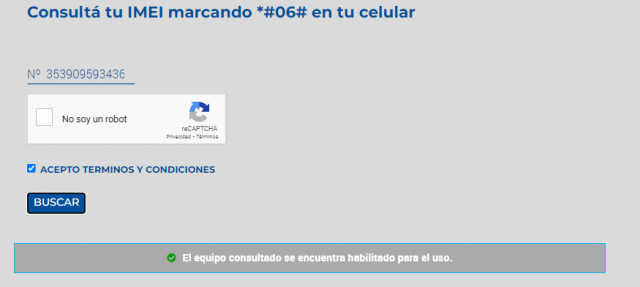 Consultá tu IMEI marcando *#06# en tu celular
Nº 353909593436
No soy un robot
reCAPTCHA
Privacidad - Términos
ACEPTO TERMINOS Y CONDICIONES
BUSCAR
El equipo consultado se encuentra habilitado para el uso.